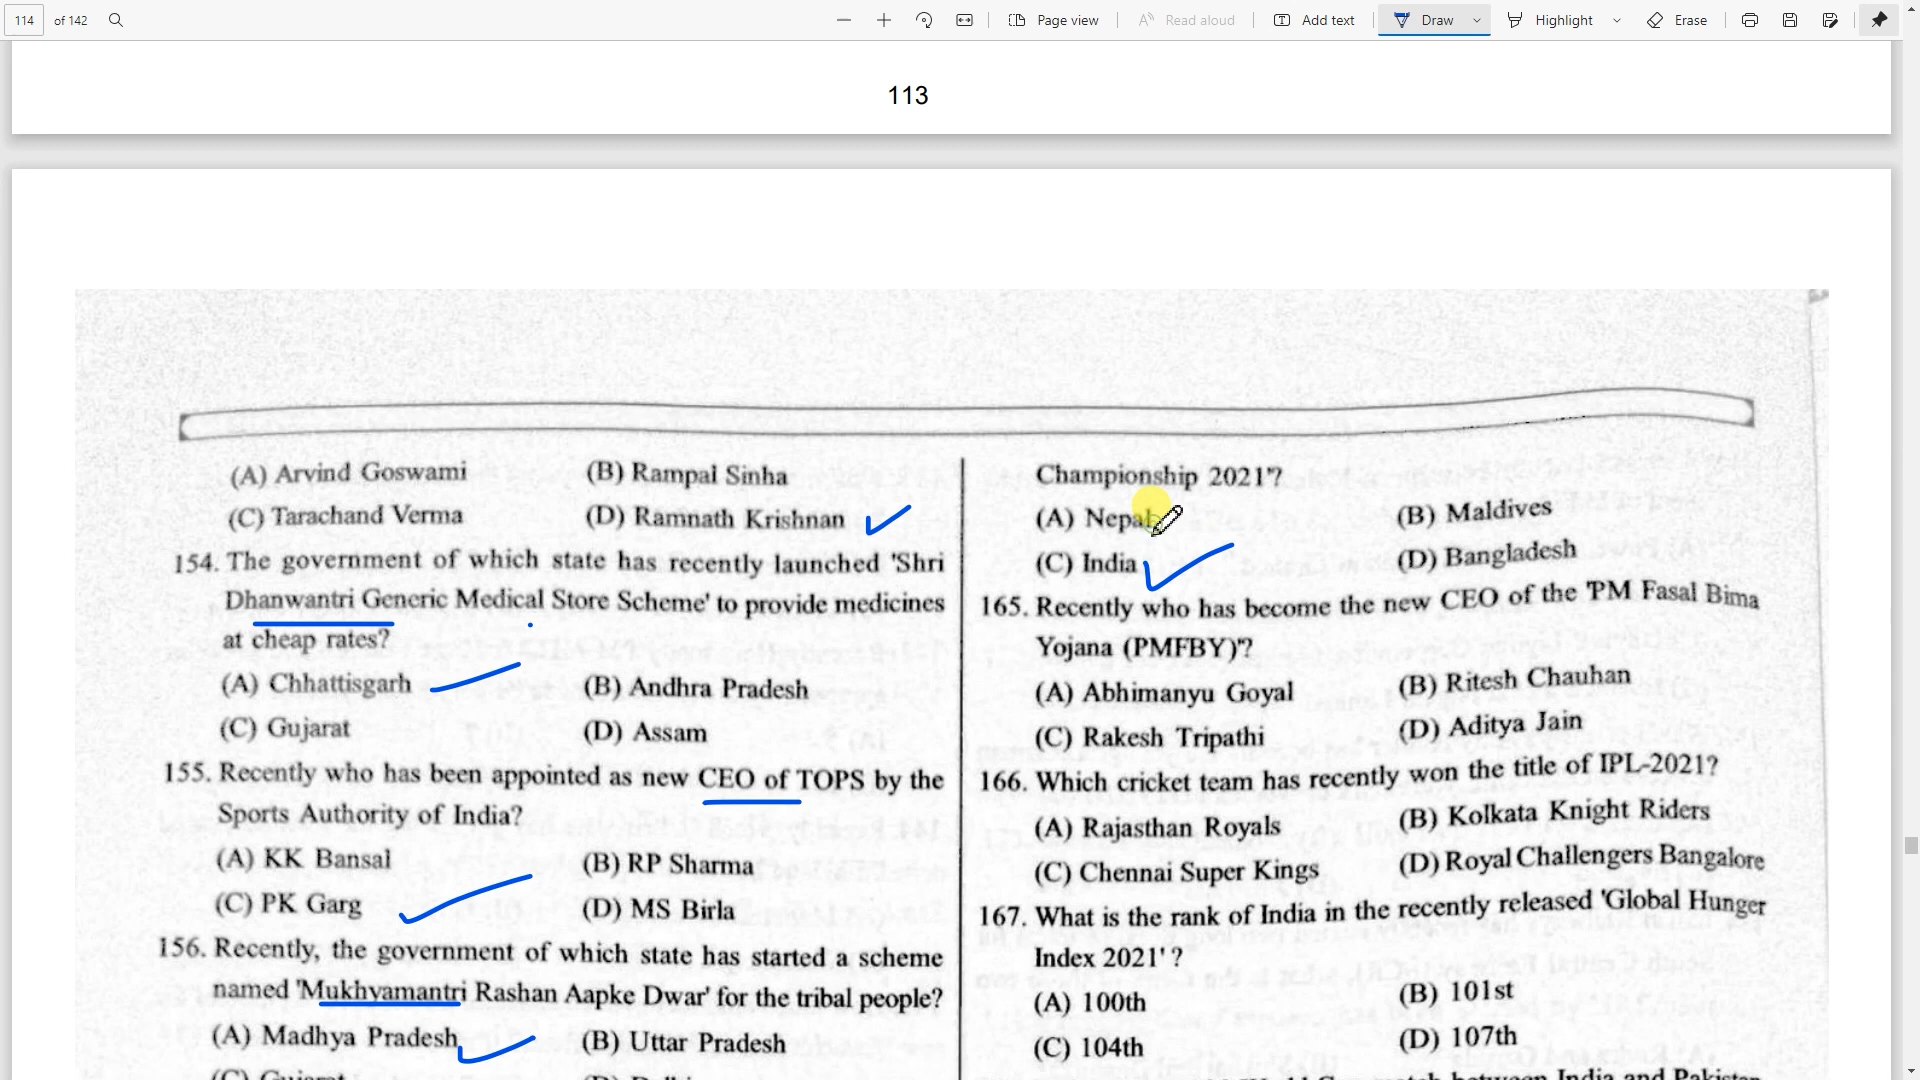 114 of 142 Page view Read aloud Add text Draw Highlight Erase
113
(A) Arvind Goswami (B) Rampal Sinha
(C) Tarachand Verma (D) Ramnath Krishnan
154. The government of which state has recently launched 'Shri
Dhanwantri Generic Medical Store Scheme' to provide medicines
at cheap rates?
(A) Chhattisgarh (B) Andhra Pradesh
(C) Gujarat (D) Assam
155. Recently who has been appointed as new CEO of TOPS by the
Sports Authority of India?
(A) KK Bansal (B) RP Sharma
(C) PK Garg (D) MS Birla
156. Recently, the government of which state has started a scheme
named 'Mukhyamantri Rashan Aapke Dwar' for the tribal people?
(A) Madhya Pradesh (B) Uttar Pradesh
Championship 2021'?
(A) Nepal (B) Maldives
(C) India (D) Bangladesh
165. Recently who has become the new CEO of the 'PM Fasal Bima
Yojana (PMFBY)'?
(A) Abhimanyu Goyal (B) Ritesh Chauhan
(C) Rakesh Tripathi (D) Aditya Jain
166. Which cricket team has recently won the title of IPL-2021?
(A) Rajasthan Royals (B) Kolkata Knight Riders
(C) Chennai Super Kings (D) Royal Challengers Bangalore
167. What is the rank of India in the recently released 'Global Hunger
Index 2021' ?
(A) 100th (B) 101st
(C) 104th (D) 107th